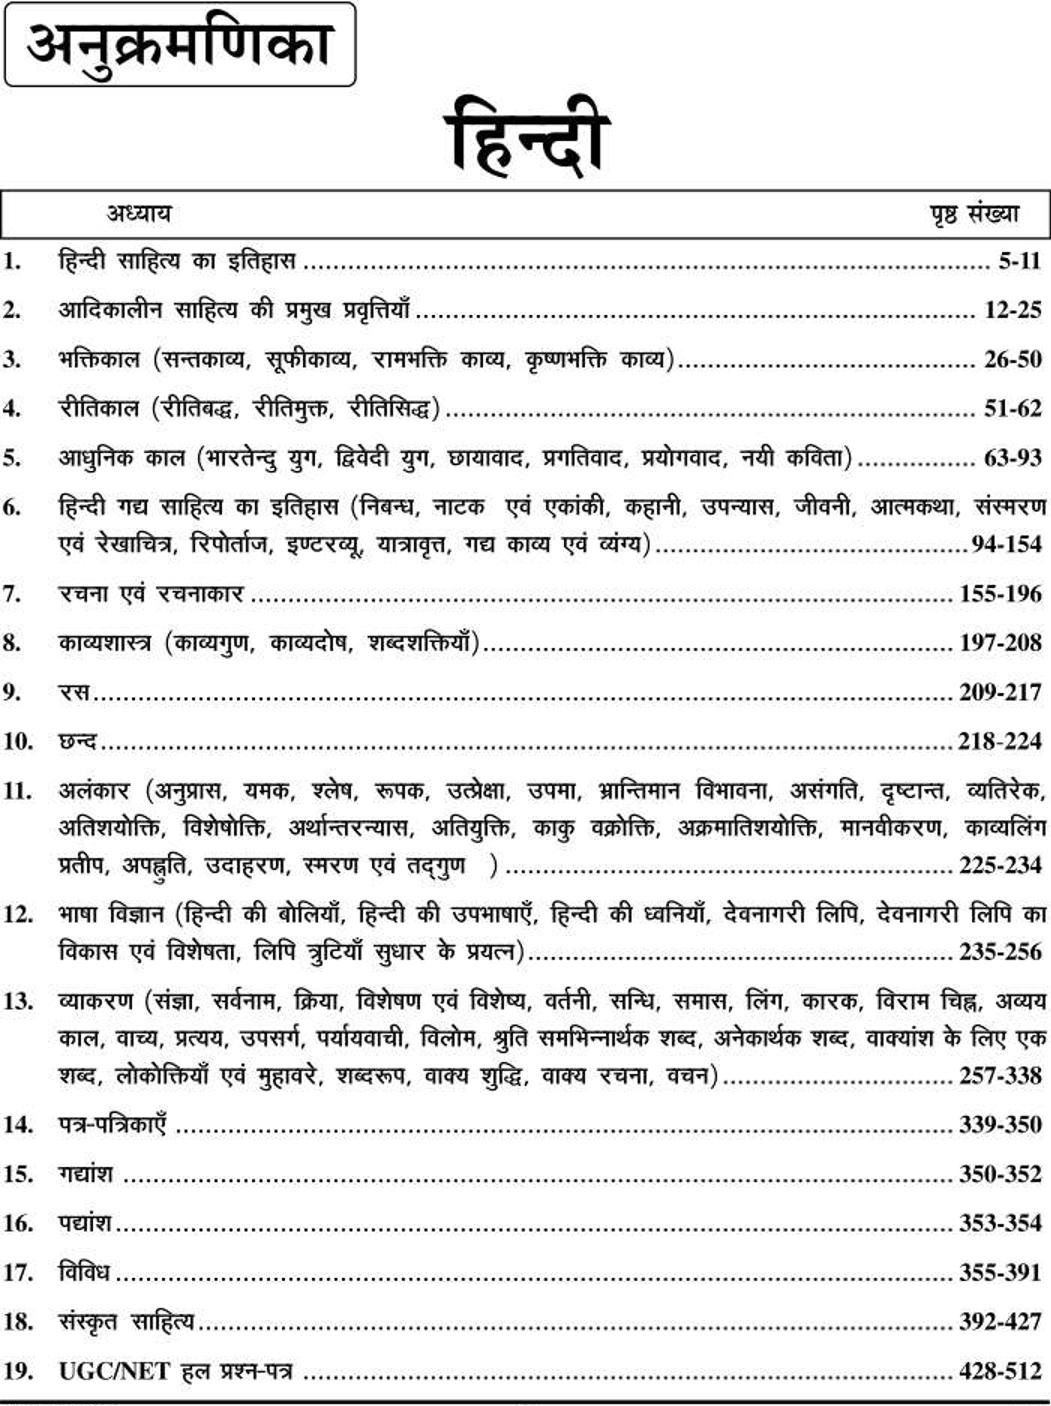 अनुक्रमणिका
हिन्दी
अध्याय पृष्ठ संख्या
1. हिन्दी साहित्य का इतिहास ........ 5-11
2. आदिकालीन साहित्य की प्रमुख प्रवृत्तियाँ ........ 12-25
3. भक्तिकाल (सन्तकाव्य, सूफीकाव्य, रामभक्ति काव्य, कृष्णभक्ति काव्य)........ 26-50
4. रीतिकाल (रीतिबद्ध, रीतिमुक्त, रीतिसिद्ध)........ 51-62
5. आधुनिक काल (भारतेन्दु युग, द्विवेदी युग, छायावाद, प्रगतिवाद, प्रयोगवाद, नयी कविता)........ 63-93
6. हिन्दी गद्य साहित्य का इतिहास (निबन्ध, नाटक एवं एकांकी, कहानी, उपन्यास, जीवनी, आत्मकथा, संस्मरण
एवं रेखाचित्र, रिपोर्ताज, इण्टरव्यू, यात्रावृत्त, गद्य काव्य एवं व्यंग्य)........94-154
7. रचना एवं रचनाकार ........ 155-196
8. काव्यशास्त्र (काव्यगुण, काव्यदोष, शब्दशक्तियाँ)........ 197-208
9. रस........ 209-217
10. छन्द........ 218-224
11. अलंकार (अनुप्रास, यमक, श्लेष, रूपक, उत्प्रेक्षा, उपमा, भ्रान्तिमान विभावना, असंगति, दृष्टान्त, व्यतिरेक,
अतिशयोक्ति, विशेषोक्ति, अर्थान्तरन्यास, अतियुक्ति, काकु वक्रोक्ति, अक्रमातिशयोक्ति, मानवीकरण, काव्यलिंग
प्रतीप, अपह्नुति, उदाहरण, स्मरण एवं तद्‌गुण ) ........ 225-234
12. भाषा विज्ञान (हिन्दी की बोलियाँ, हिन्दी की उपभाषाएँ, हिन्दी की ध्वनियाँ, देवनागरी लिपि, देवनागरी लिपि का
विकास एवं विशेषता, लिपि त्रुटियाँ सुधार के प्रयत्न)........ 235-256
13. व्याकरण (संज्ञा, सर्वनाम, क्रिया, विशेषण एवं विशेष्य, वर्तनी, सन्धि, समास, लिंग, कारक, विराम चिह्न, अव्यय
काल, वाच्य, प्रत्यय, उपसर्ग, पर्यायवाची, विलोम, श्रुति समभिन्नार्थक शब्द, अनेकार्थक शब्द, वाक्यांश के लिए एक
शब्द, लोकोक्तियाँ एवं मुहावरे, शब्दरूप, वाक्य शुद्धि, वाक्य रचना, वचन)........ 257-338
14. पत्र-पत्रिकाएँ ........ 339-350
15. गद्यांश ........ 350-352
16. पद्यांश........ 353-354
17. विविध........ 355-391
18. संस्कृत साहित्य........ 392-427
19. UGC/NET हल प्रश्न-पत्र ........ 428-512